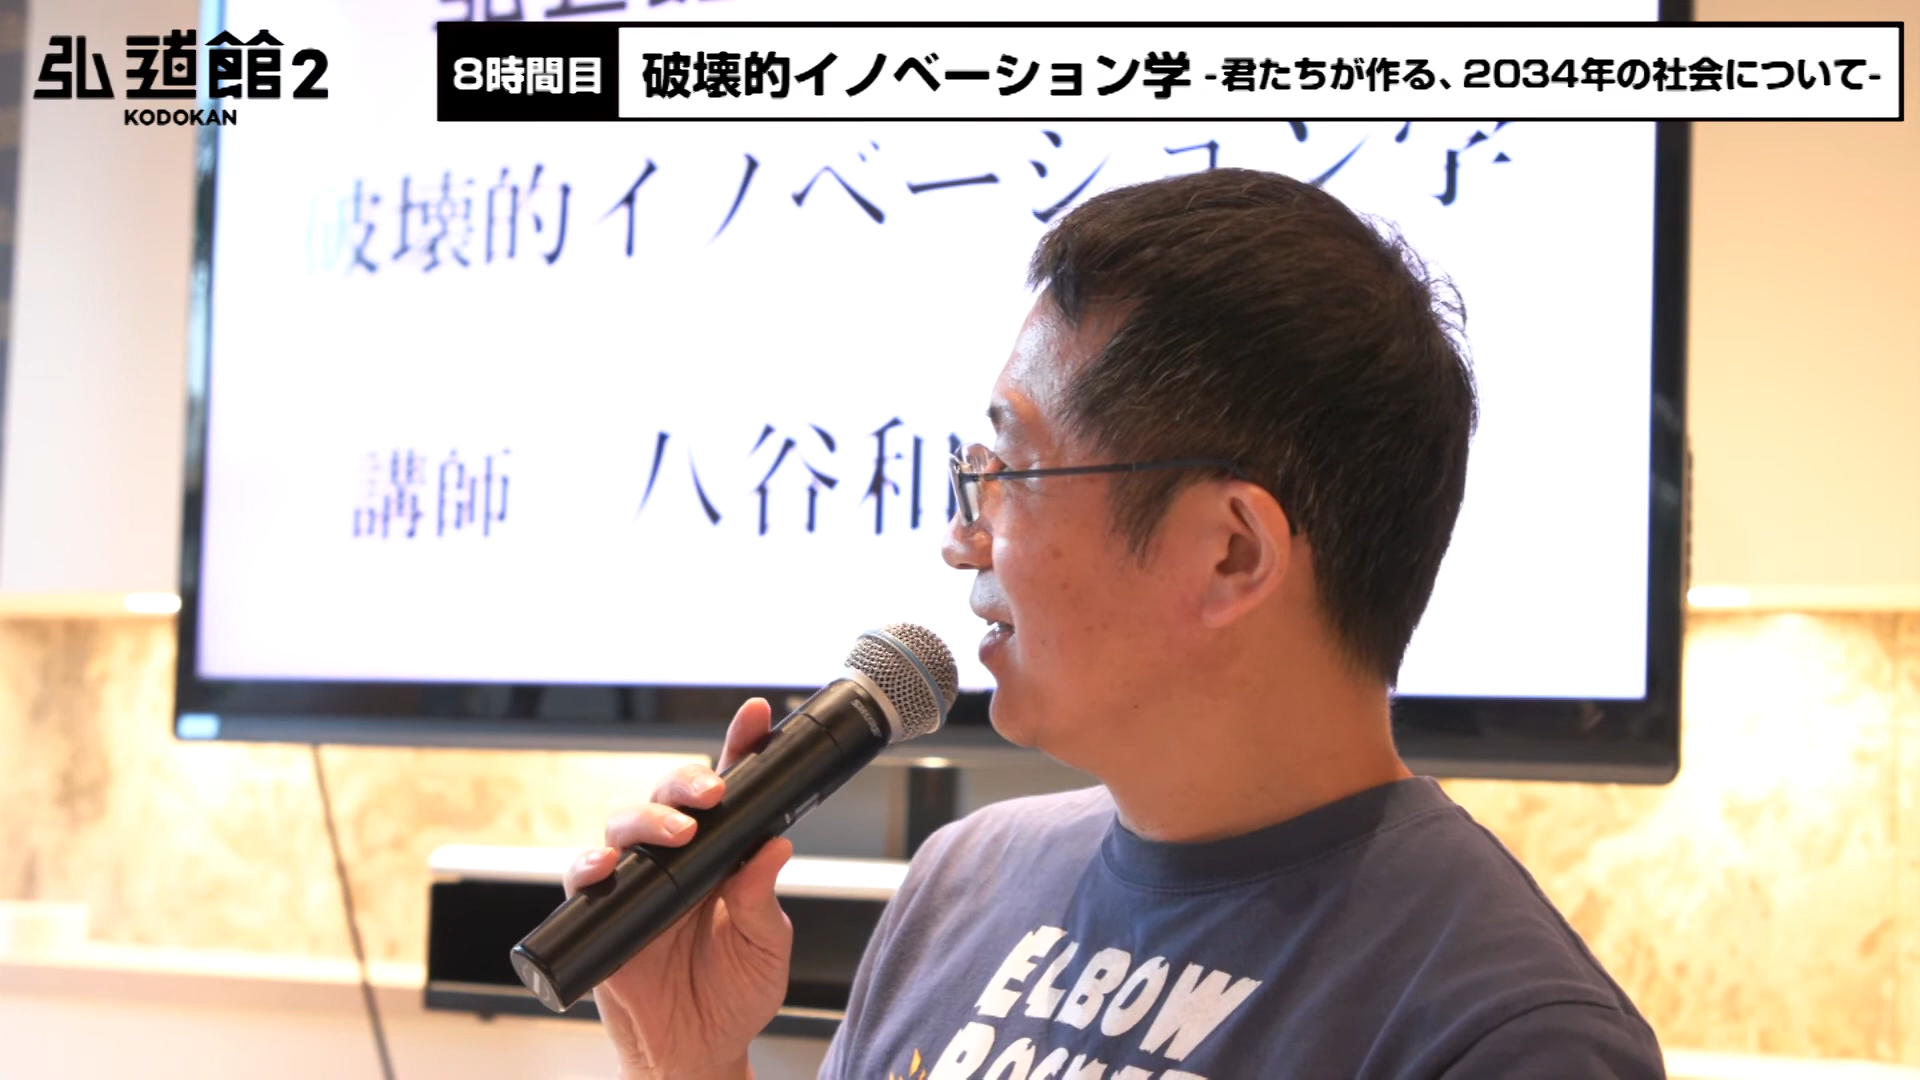 弘道館2
KODOKAN
8時間目
破壊的イノベーション学 -君たちが作る、2034年の社会について-
破壊的イノベーション学
講師 八谷和
SHURE
ELBOW